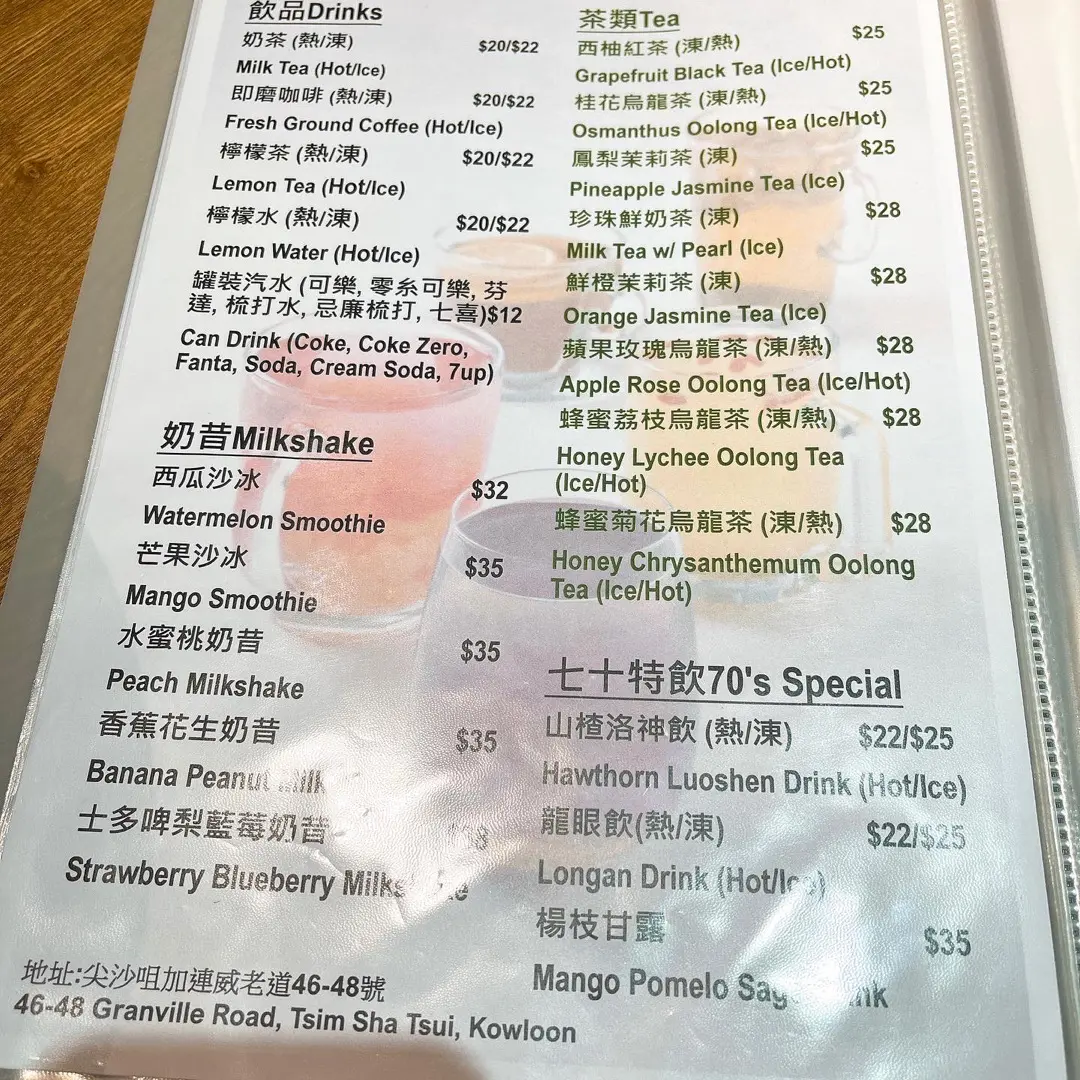 飲品Drinks
奶茶 (熱/凍) $20/$22
Milk Tea (Hot/Ice)
即磨咖啡 (熱/凍) $20/$22
Fresh Ground Coffee (Hot/Ice)
檸檬茶 (熱/凍) $20/$22
Lemon Tea (Hot/Ice)
檸檬水 (熱/凍) $20/$22
Lemon Water (Hot/Ice)
罐裝汽水 (可樂, 零系可樂, 芬
達, 梳打水, 忌廉梳打, 七喜)$12
Can Drink (Coke, Coke Zero,
Fanta, Soda, Cream Soda, 7up)
奶昔Milkshake
西瓜沙冰 $32
Watermelon Smoothie
芒果沙冰 $35
Mango Smoothie
水蜜桃奶昔 $35
Peach Milkshake
香蕉花生奶昔 $35
Banana Peanut
士多啤梨藍莓奶昔
Strawberry Blueberry
地址:尖沙咀加連威老道46-48號
46-48 Granville Road, Tsim Sha Tsui, Kowloon
茶類Tea
西柚紅茶 (凍/熱) $25
Grapefruit Black Tea (Ice/Hot)
桂花烏龍茶 (凍/熱) $25
Osmanthus Oolong Tea (Ice/Hot)
鳳梨茉莉茶 (凍) $25
Pineapple Jasmine Tea (Ice)
珍珠鮮奶茶 (凍) $28
Milk Tea w/ Pearl (Ice)
鮮橙茉莉茶 (凍) $28
Orange Jasmine Tea (Ice)
蘋果玫瑰烏龍茶 (凍/熱) $28
Apple Rose Oolong Tea (Ice/Hot)
蜂蜜荔枝烏龍茶 (凍/熱) $28
Honey Lychee Oolong Tea
(Ice/Hot)
蜂蜜菊花烏龍茶 (凍/熱) $28
Honey Chrysanthemum Oolong
Tea (Ice/Hot)
七十特飲70's Special
山楂洛神飲 (熱/凍) $22/$25
Hawthorn Luoshen Drink (Hot/Ice)
龍眼飲(熱/凍) $22/$25
Longan Drink (Hot/Ice)
楊枝甘露 $35
Mango Pomelo